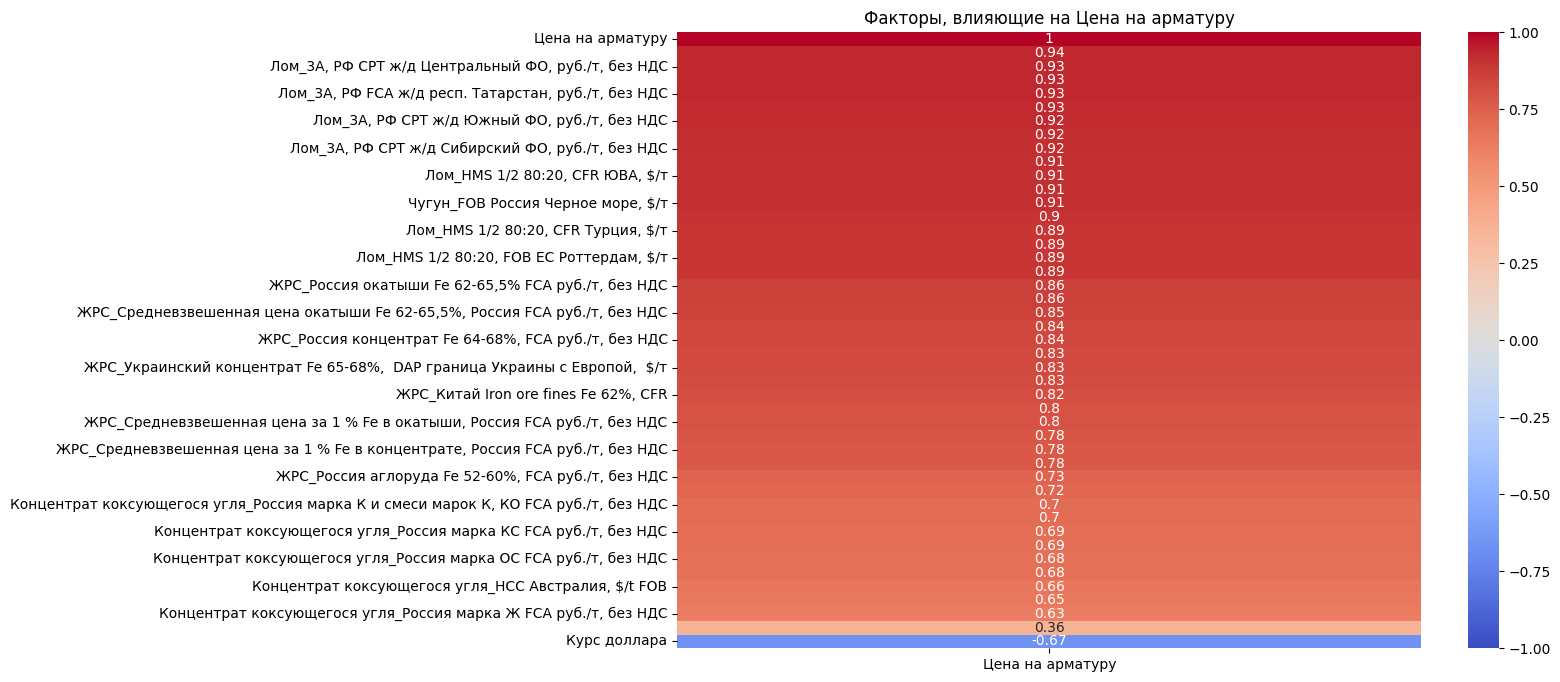 Факторы, влияющие на Цена на арматуру
Цена на арматуру
1
0.94
Лом_3А, РФ СРТ ж/д Центральный ФО, руб./т, без НДС
0.93
0.93
Лом_3А, РФ FCA ж/д респ. Татарстан, руб./т, без НДС
0.93
0.93
Лом_3А, РФ СРТ ж/д Южный ФО, руб./т, без НДС
0.92
0.92
Лом_3А, РФ СРТ ж/д Сибирский ФО, руб./т, без НДС
0.92
0.91
Лом_HMS 1/2 80:20, CFR ЮВА, $/т
0.91
0.91
Чугун_FOB Россия Черное море, $/т
0.91
0.9
Лом_HMS 1/2 80:20, CFR Турция, $/т
0.89
0.89
Лом_HMS 1/2 80:20, FOB ЕС Роттердам, $/т
0.89
0.89
ЖРС_Россия окатыши Fe 62-65,5% FCA руб./т, без НДС
0.86
0.86
ЖРС_Средневзвешенная цена окатыши Fe 62-65,5%, Россия FCA руб./т, без НДС
0.85
0.84
ЖРС_Россия концентрат Fe 64-68%, FCA руб./т, без НДС
0.84
0.83
ЖРС_Украинский концентрат Fe 65-68%,  DAP граница Украины с Европой,  $/т
0.83
0.83
ЖРС_Китай Iron ore fines Fe 62%, CFR
0.82
0.8
ЖРС_Средневзвешенная цена за 1 % Fe в окатыши, Россия FCA руб./т, без НДС
0.8
0.78
ЖРС_Средневзвешенная цена за 1 % Fe в концентрате, Россия FCA руб./т, без НДС
0.78
0.78
ЖРС_Россия аглоруда Fe 52-60%, FCA руб./т, без НДС
0.73
0.72
Концентрат коксующегося угля_Россия марка К и смеси марок К, КО FCA руб./т, без НДС
0.7
0.7
Концентрат коксующегося угля_Россия марка КС FCA руб./т, без НДС
0.69
0.69
Концентрат коксующегося угля_Россия марка ОС FCA руб./т, без НДС
0.68
0.68
Концентрат коксующегося угля_HCC Австралия, $/t FOB
0.66
0.65
Концентрат коксующегося угля_Россия марка Ж FCA руб./т, без НДС
0.63
0.36
Курс доллара
-0.67
Цена на арматуру
1.00
0.75
0.50
0.25
0.00
−0.25
−0.50
−0.75
−1.00